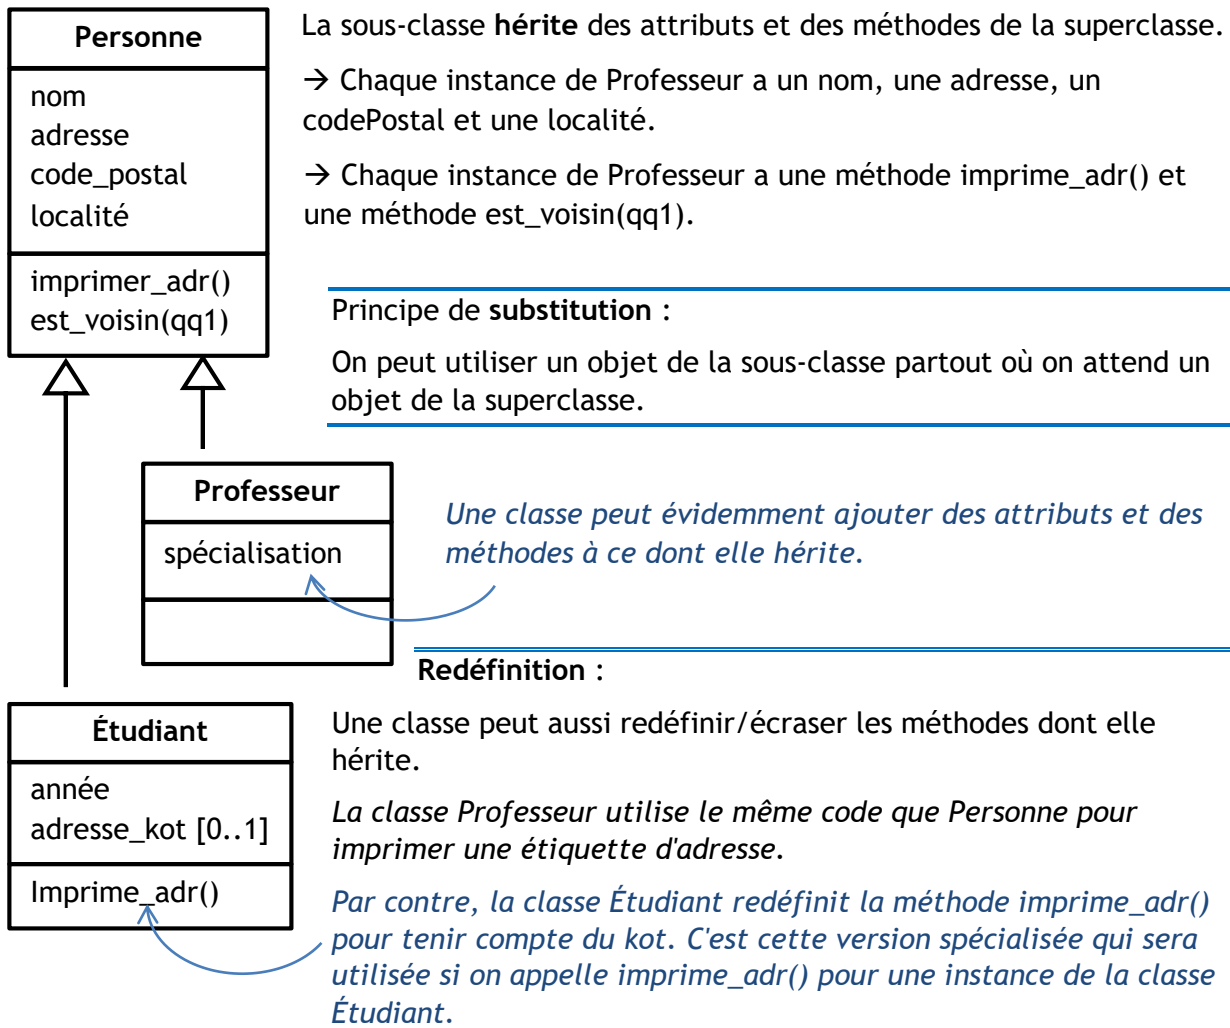 Personne
nom
adresse
code_postal
localité
imprimer_adr()
est_voisin(qq1)
La sous-classe hérite des attributs et des méthodes de la superclasse.
→ Chaque instance de Professeur a un nom, une adresse, un
codePostal et une localité.
→ Chaque instance de Professeur a une méthode imprime_adr() et
une méthode est_voisin(qq1).
Principe de substitution :
On peut utiliser un objet de la sous-classe partout où on attend un
objet de la superclasse.
Professeur
spécialisation
Une classe peut évidemment ajouter des attributs et des
méthodes à ce dont elle hérite.
Redéfinition :
Étudiant
année
adresse_kot [0..1]
Imprime_adr()
Une classe peut aussi redéfinir/écraser les méthodes dont elle
hérite.
La classe Professeur utilise le même code que Personne pour
imprimer une étiquette d'adresse.
Par contre, la classe Étudiant redéfinit la méthode imprime_adr()
pour tenir compte du kot. C'est cette version spécialisée qui sera
utilisée si on appelle imprime_adr() pour une instance de la classe
Étudiant.